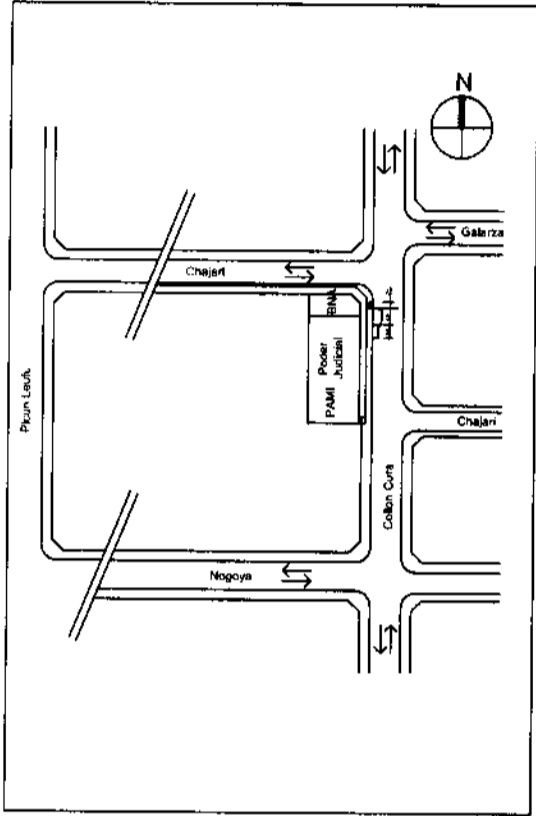 N
Galarza
Chajari
Picun Leufu
BNA
Poder
Judicial
PAMI
Chajari
Collon Cura
Nogoya